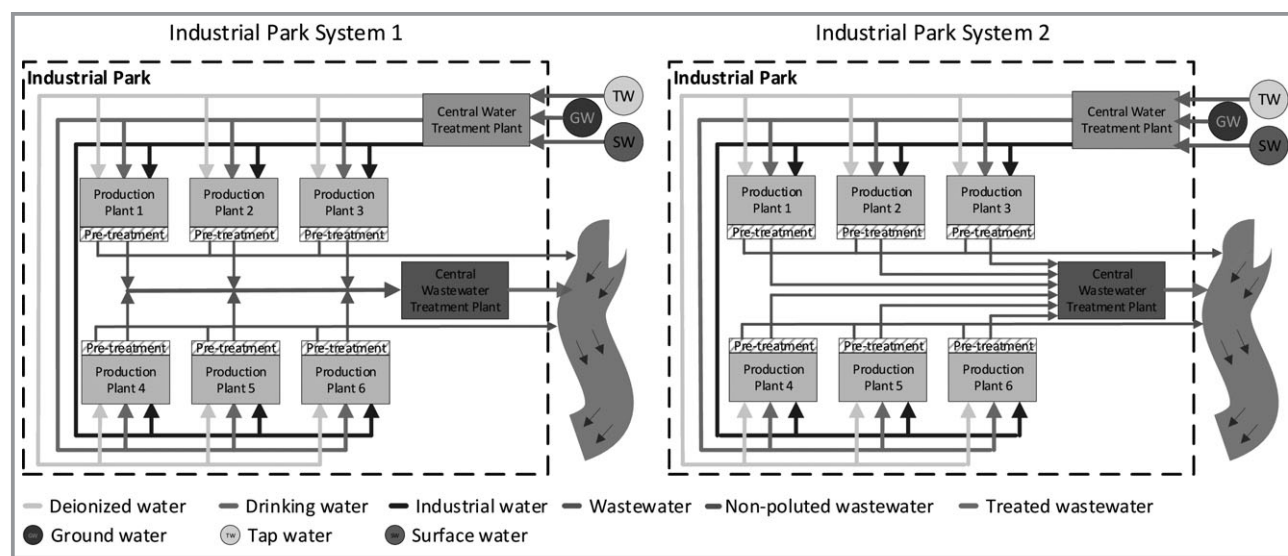 Industrial Park System 1
Industrial Park
TW
GW
SW
Central Water
Treatment Plant
Production
Plant 1
Production
Plant 2
Production
Plant 3
Pre-treatment
Pre-treatment
Pre-treatment
Central
Wastewater
Treatment Plant
Pre-treatment
Pre-treatment
Pre-treatment
Production
Plant 4
Production
Plant 5
Production
Plant 6
Industrial Park System 2
Industrial Park
TW
GW
SW
Central Water
Treatment Plant
Production
Plant 1
Production
Plant 2
Production
Plant 3
Pre-treatment
Pre-treatment
Pre-treatment
Central
Wastewater
Treatment Plant
Pre-treatment
Pre-treatment
Pre-treatment
Production
Plant 4
Production
Plant 5
Production
Plant 6
Deionized water Drinking water Industrial water Wastewater Non-poluted wastewater Treated wastewater
GW Ground water TW Tap water SW Surface water